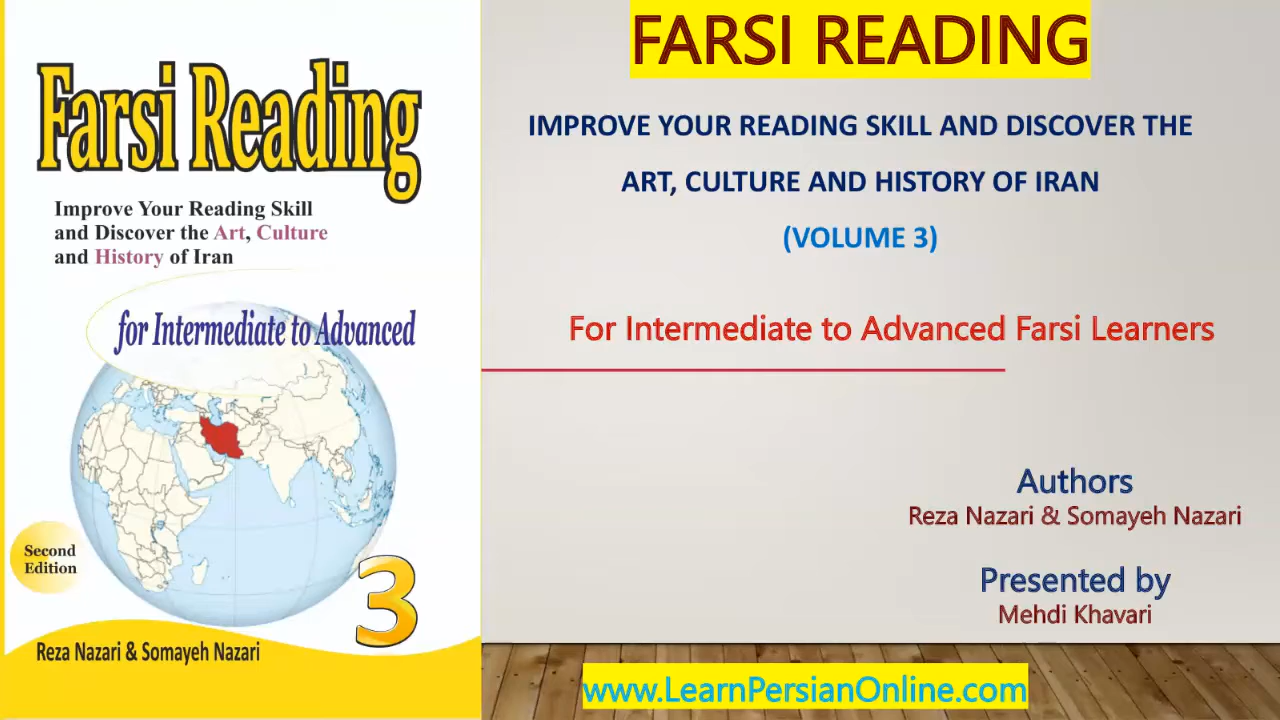 Farsi Reading
Improve Your Reading Skill
and Discover the Art, Culture
and History of Iran
for Intermediate to Advanced
Second
Edition
3
Reza Nazari & Somayeh Nazari
FARSI READING
IMPROVE YOUR READING SKILL AND DISCOVER THE
ART, CULTURE AND HISTORY OF IRAN
(VOLUME 3)
For Intermediate to Advanced Farsi Learners
Authors
Reza Nazari & Somayeh Nazari
Presented by
Mehdi Khavari
www.LearnPersianOnline.com